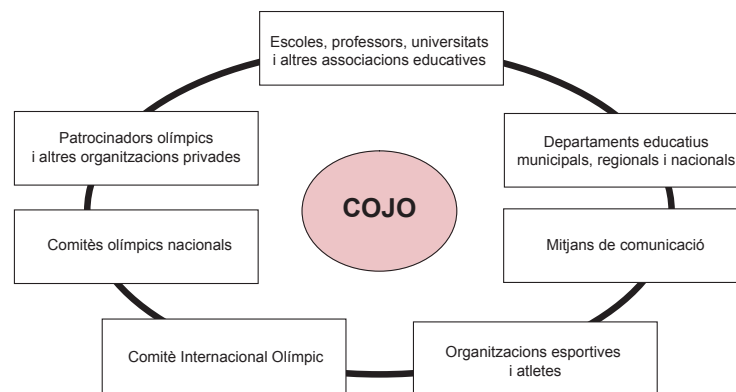 Escoles, professors, universitats
i altres associacions educatives
Patrocinadors olímpics
i altres organitzacions privades
Departaments educatius
municipals, regionals i nacionals
COJO
Comitès olímpics nacionals
Mitjans de comunicació
Comitè Internacional Olímpic
Organitzacions esportives
i atletes